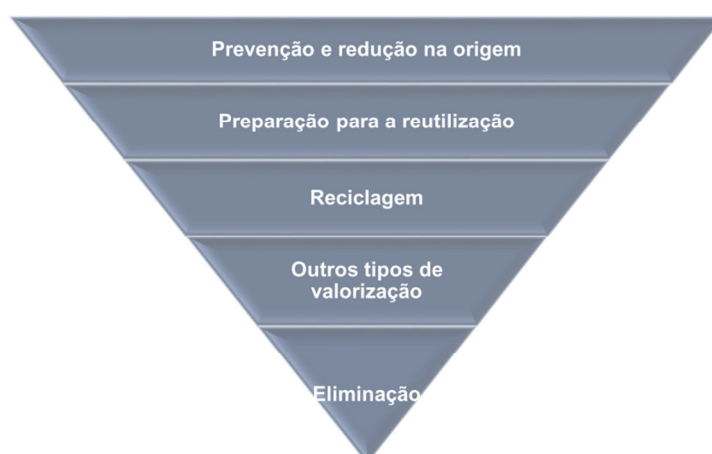 Prevenção e redução na origem
Preparação para a reutilização
Reciclagem
Outros tipos de
valorização
Eliminação